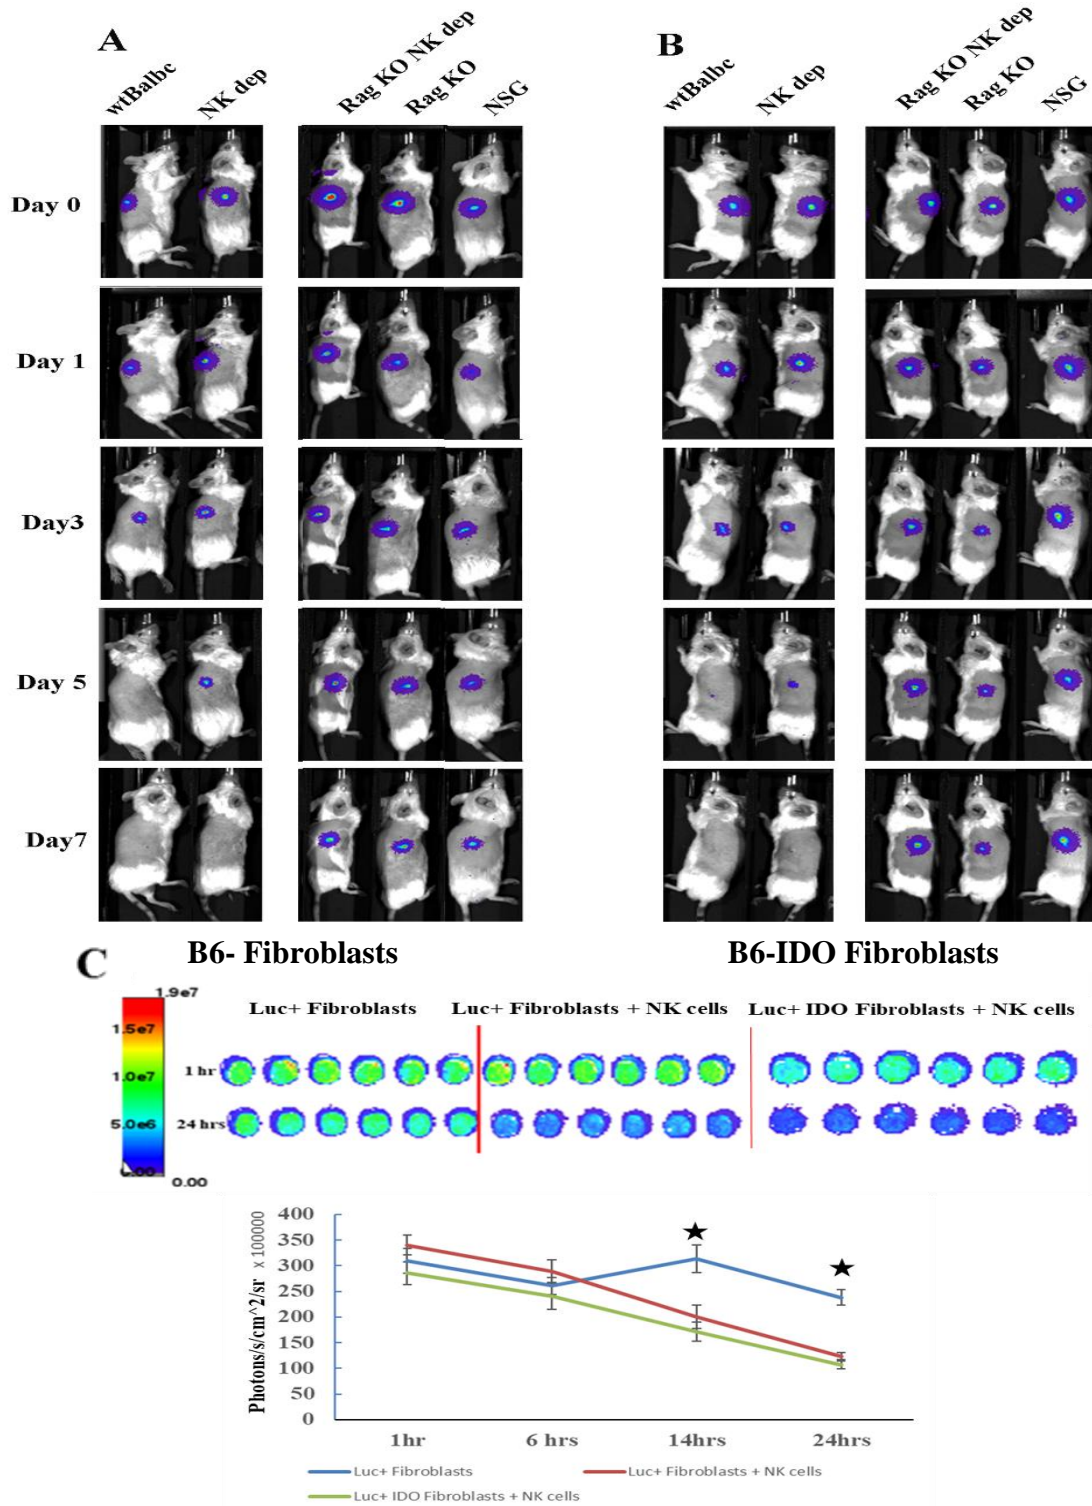 A
B
wtBalbc
NK dep
Rag KO NK dep
Rag KO
NSG
wtBalbc
NK dep
Rag KO NK dep
Rag KO
NSG
Day 0
Day 1
Day3
Day 5
Day7
B6- Fibroblasts
B6-IDO Fibroblasts
C
1.9e7
1.5e7
1.0e7
5.0e6
0.00
0.00
Luc+ Fibroblasts
Luc+ Fibroblasts + NK cells
Luc+ IDO Fibroblasts + NK cells
1 hr
24 hrs
Photons/s/cm^2/sr x 100000
400
350
300
250
200
150
100
50
0
1hr
6 hrs
14hrs
24hrs
Luc+ Fibroblasts
Luc+ Fibroblasts + NK cells
Luc+ IDO Fibroblasts + NK cells